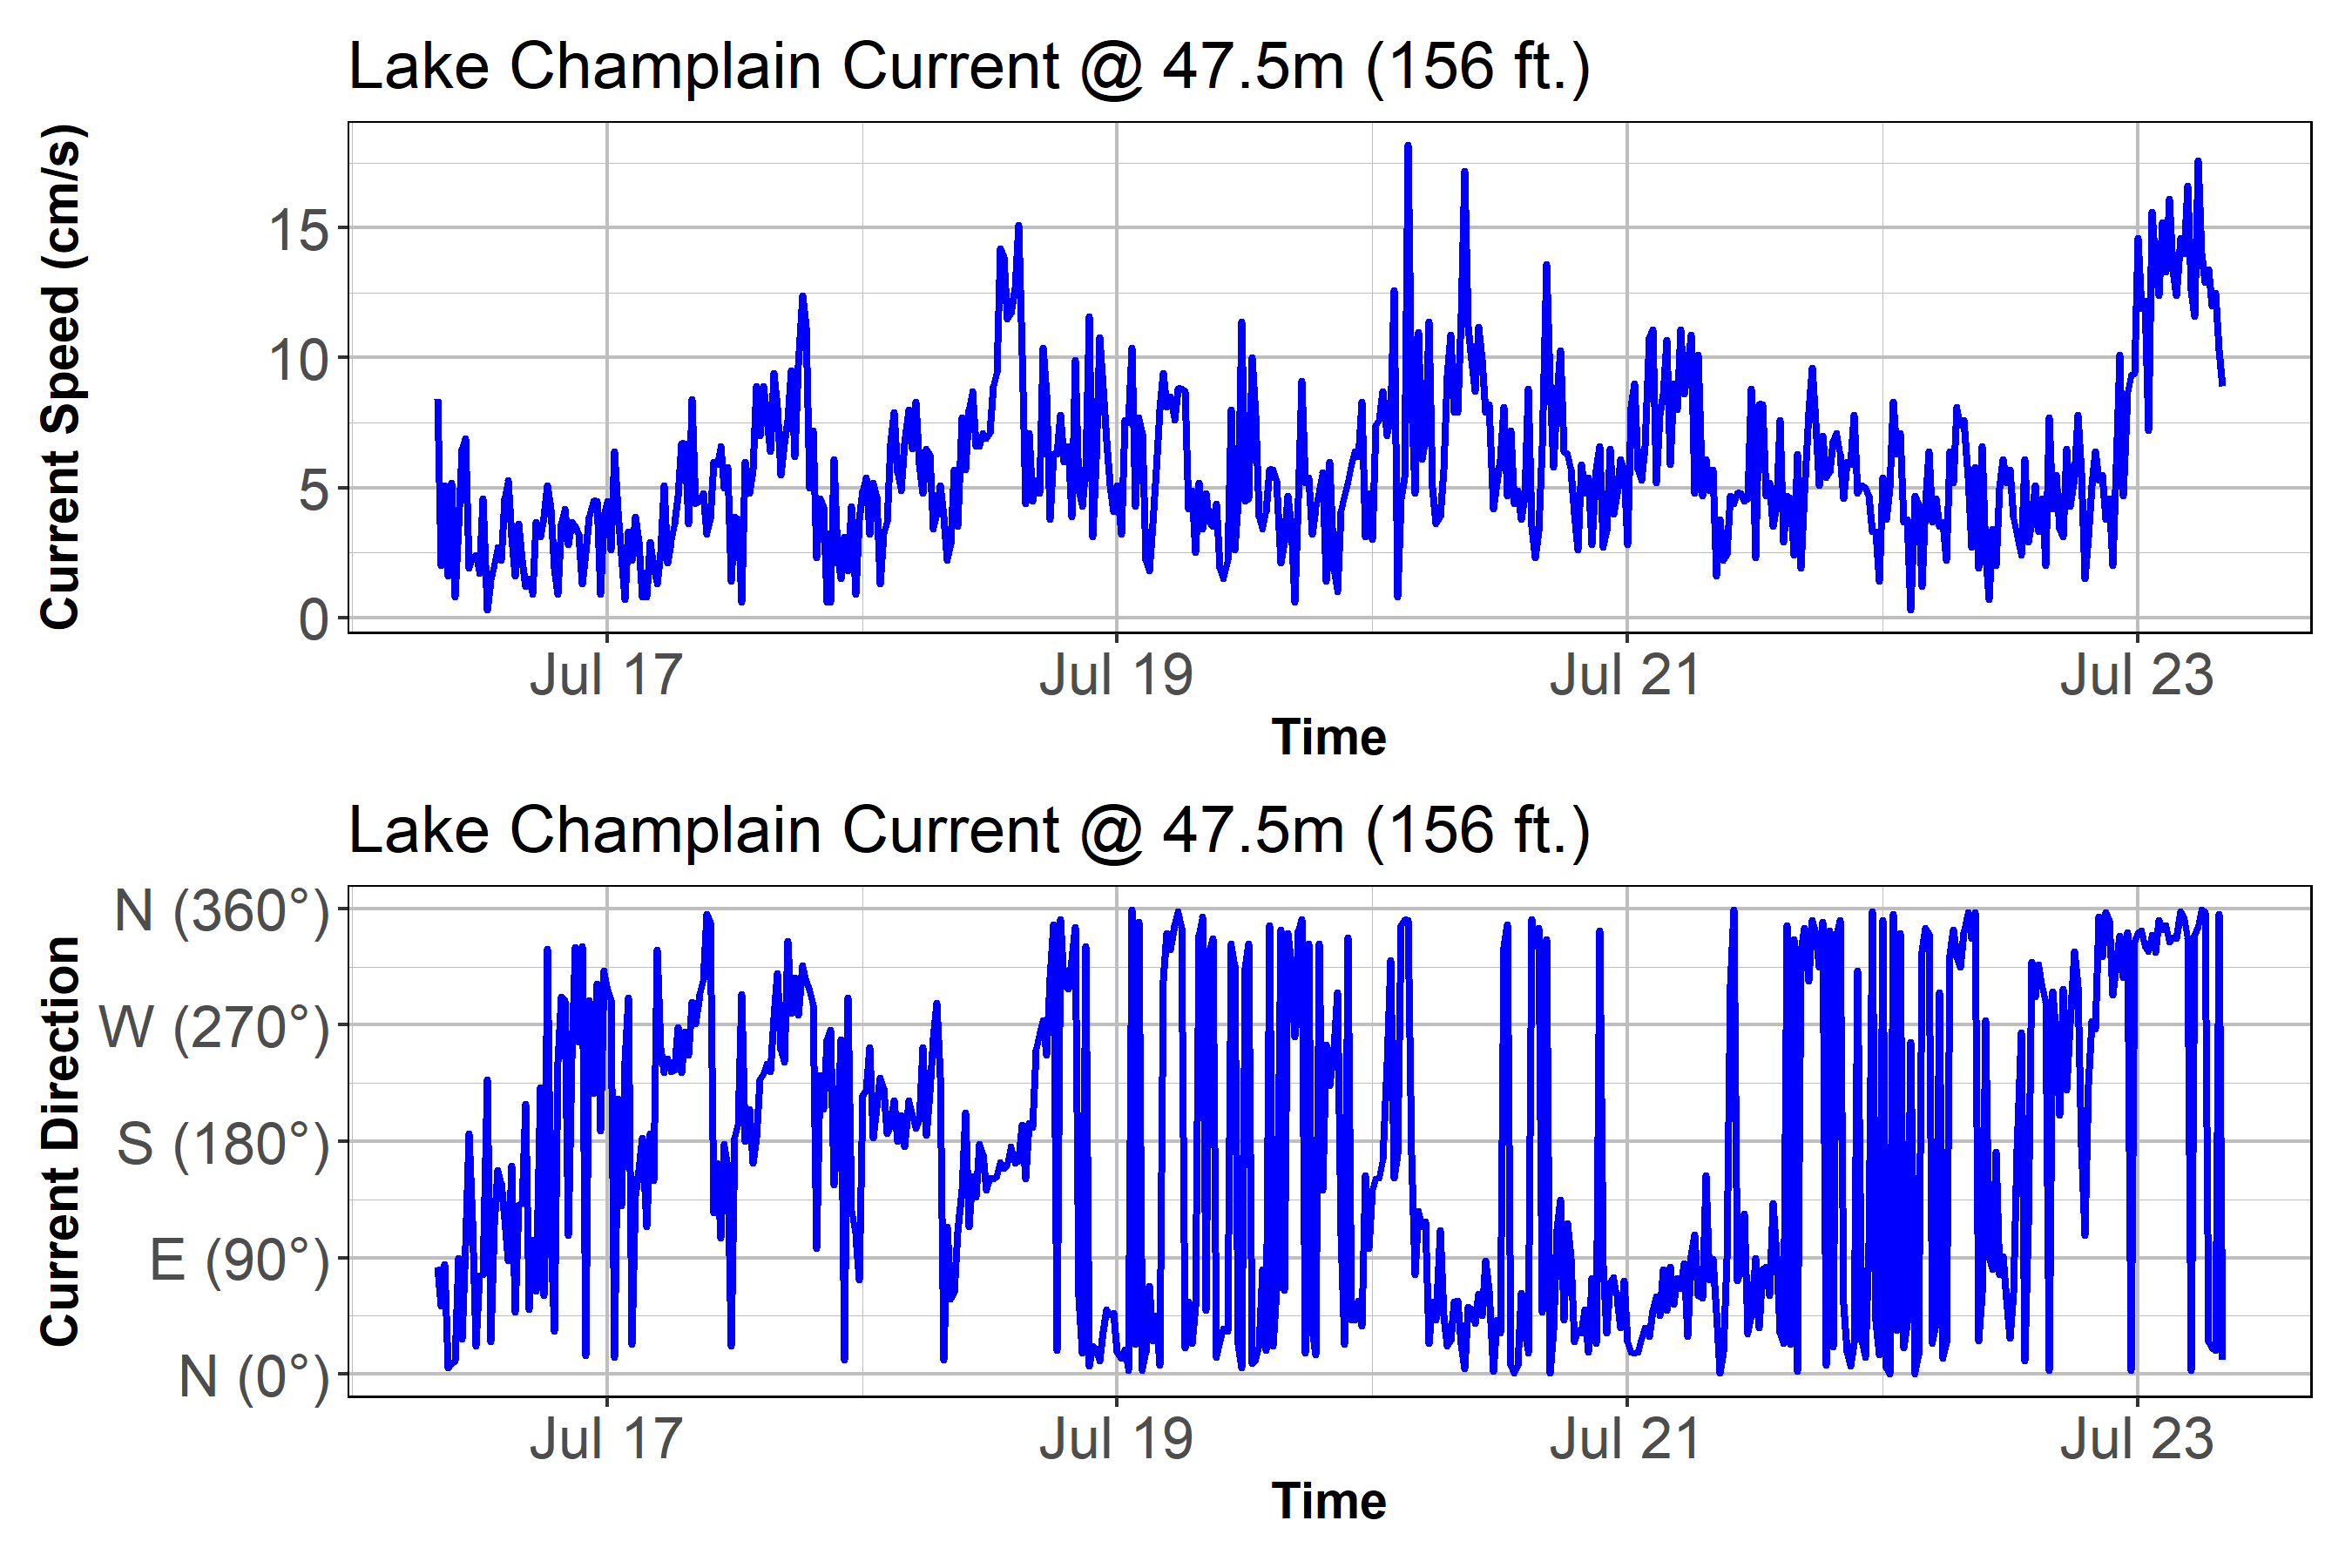 Lake Champlain Current @ 47.5m (156 ft.)
Current Speed (cm/s)
15
10
5
0
Jul 17 Jul 19 Jul 21 Jul 23
Time
Lake Champlain Current @ 47.5m (156 ft.)
Current Direction
N (360°)
W (270°)
S (180°)
E (90°)
N (0°)
Jul 17 Jul 19 Jul 21 Jul 23
Time